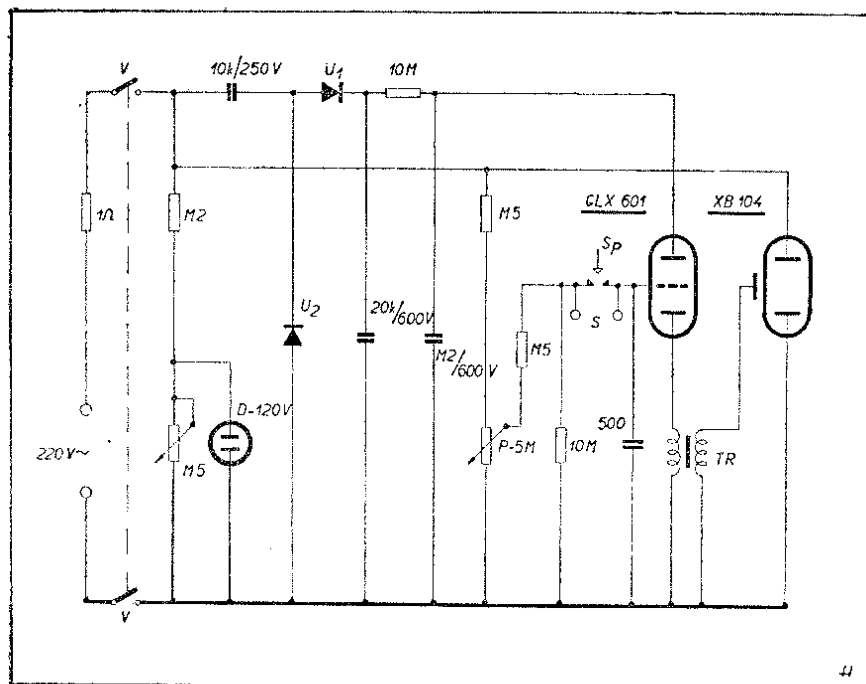 V
10k/250V
U1
10M
1Ω
M2
M5
CLX 601
XB 104
Sp
U2
20k/600V
M2/600V
M5
S
D-120V
500
220V~
M5
P-5M
10M
TR
V